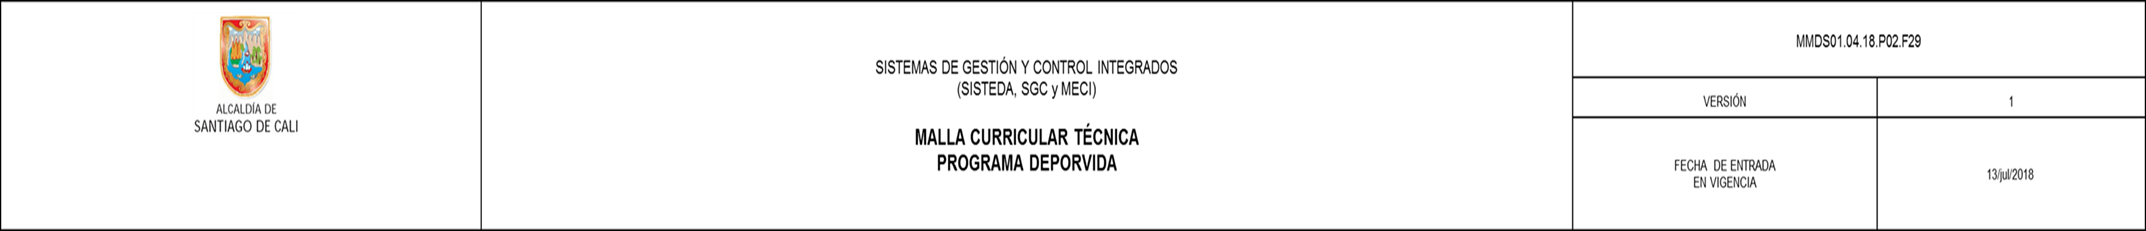 ALCALDÍA DE
SANTIAGO DE CALI
SISTEMAS DE GESTIÓN Y CONTROL INTEGRADOS
(SISTEDA, SGC y MECI)
MALLA CURRICULAR TÉCNICA
PROGRAMA DEPORVIDA
MMDS01.04.18.P02.F29
VERSIÓN
1
FECHA DE ENTRADA
EN VIGENCIA
13/jul/2018